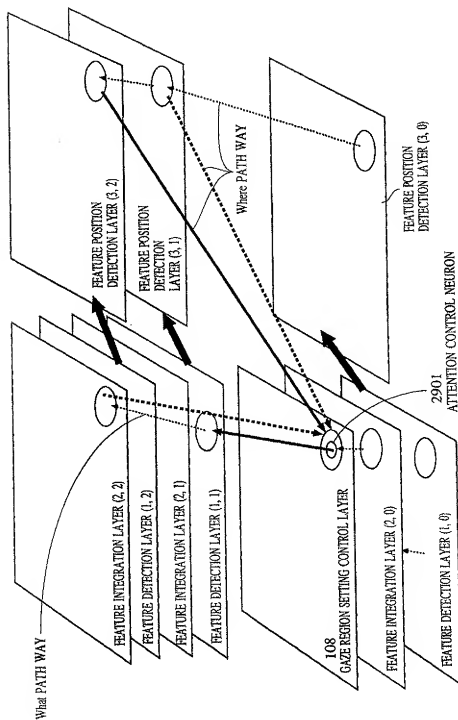 What PATH WAY
FEATURE INTEGRATION LAYER (2, 2)
FEATURE DETECTION LAYER (1, 2)
FEATURE INTEGRATION LAYER (2, 1)
FEATURE DETECTION LAYER (1, 1)
108
GAZE REGION SETTING CONTROL LAYER
FEATURE INTEGRATION LAYER (2, 0)
FEATURE DETECTION LAYER (1, 0)
FEATURE POSITION
DETECTION LAYER (3, 2)
FEATURE POSITION
DETECTION
LAYER (3, 1)
Where PATH WAY
2901
ATTENTION CONTROL NEURON
FEATURE POSITION
DETECTION LAYER (3, 0)